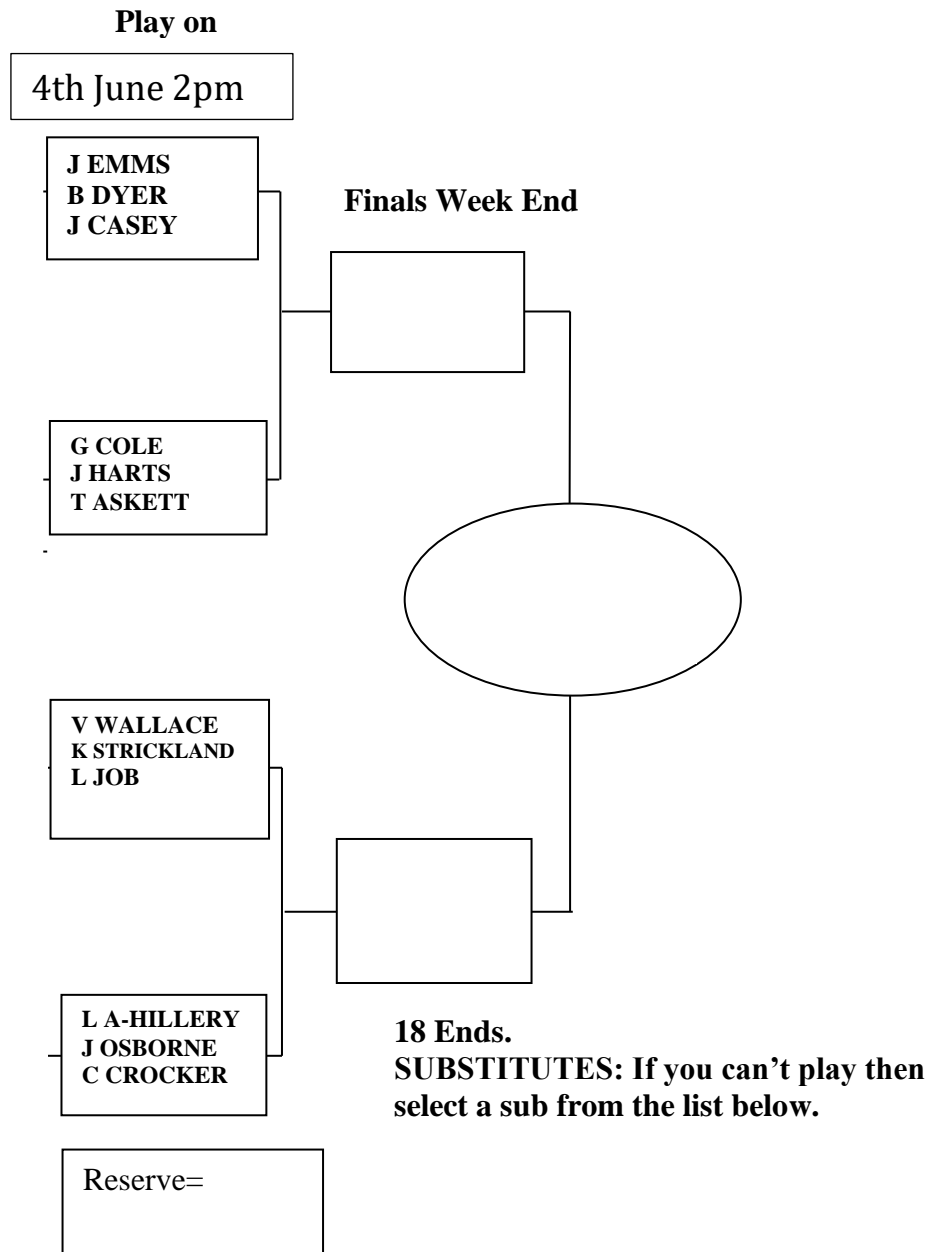 Play on
4th June 2pm
J EMMS
B DYER
J CASEY
Finals Week End
G COLE
J HARTS
T ASKETT
V WALLACE
K STRICKLAND
L JOB
L A-HILLERY
J OSBORNE
C CROCKER
18 Ends.
SUBSTITUTES: If you can’t play then
select a sub from the list below.
Reserve=